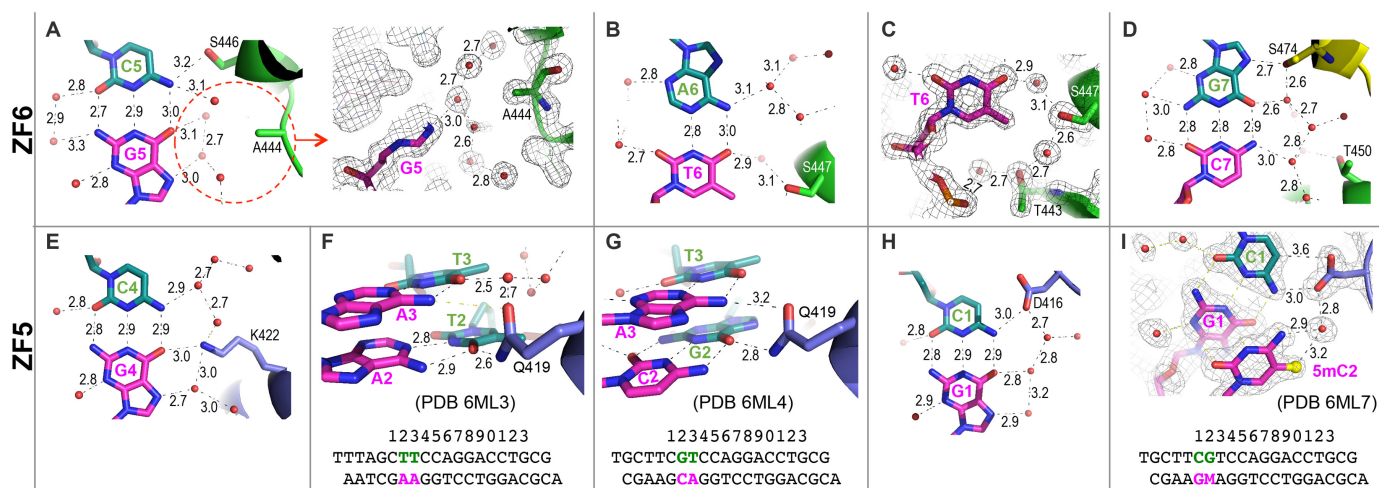 ZF6
A
C5
S446
3.2
3.1
2.8
2.7
2.9
3.0
2.9
3.1
2.7
3.3
G5
A444
2.8
3.0
2.7
2.7
3.0
2.6
A444
G5
2.8
B
A6
2.8
3.1
2.8
2.8
3.0
2.7
T6
2.9
3.1
S447
C
2.9
T6
3.1
S447
2.6
2.7
2.7
2.7
T443
D
S474
2.8
2.7
2.6
G7
3.0
2.6
2.7
2.8
2.8
2.9
C7
3.0
T450
2.8
ZF5
E
C4
2.7
2.9
2.8
2.7
2.8
2.9
2.9
K422
3.0
G4
2.8
3.0
2.7
3.0
F
T3
2.5
2.7
A3
T2
2.8
2.9
2.6
Q419
A2
(PDB 6ML3)
1234567890123
TTTAGCTTCCAGGACCTGCG
AATCGAAGGTCCTGGACGCA
G
T3
3.2
Q419
A3
G2
2.8
C2
(PDB 6ML4)
1234567890123
TGCTTCGTCCAGGACCTGCG
CGAAGCAGGTCCTGGACGCA
H
C1
D416
3.0
2.8
2.7
2.8
2.9
2.9
2.8
2.8
G1
3.2
2.9
I
3.6
C1
3.0
G1
2.9
3.2
5mC2
(PDB 6ML7)
1234567890123
TGCTTCGTCCAGGACCTGCG
CGAAGMAGGTCCTGGACGCA